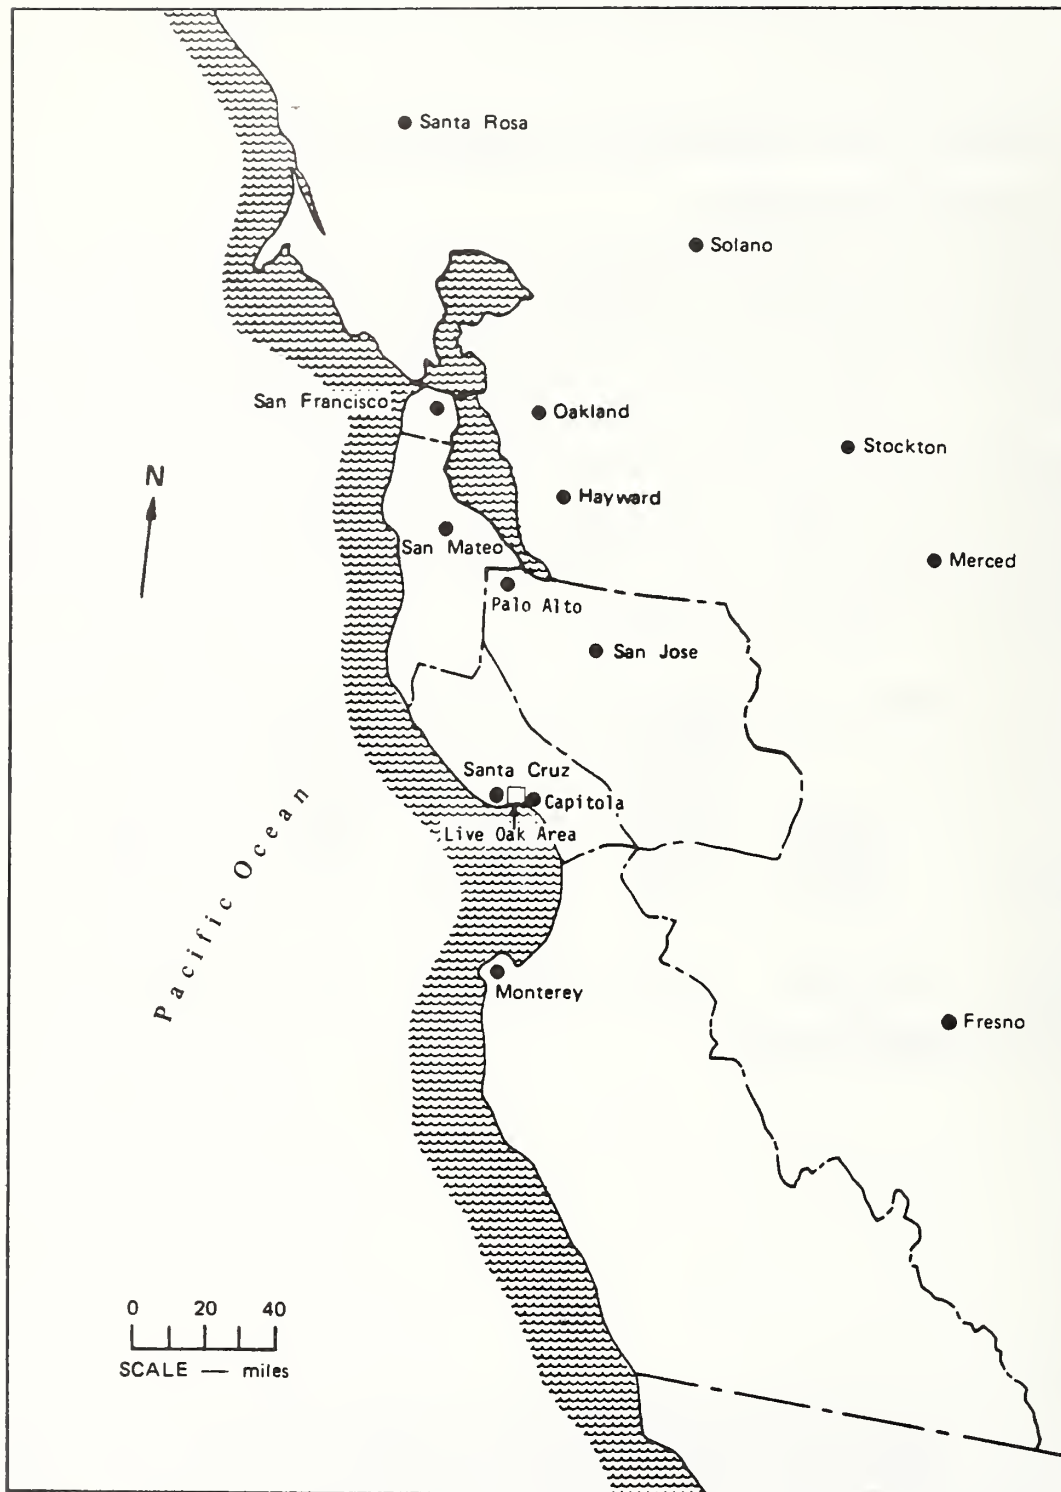 Santa Rosa
Solano
San Francisco
Oakland
Stockton
N
Hayward
San Mateo
Merced
Palo Alto
San Jose
Santa Cruz
Capitola
Live Oak Area
Pacific Ocean
Monterey
Fresno
0 20 40
SCALE — miles